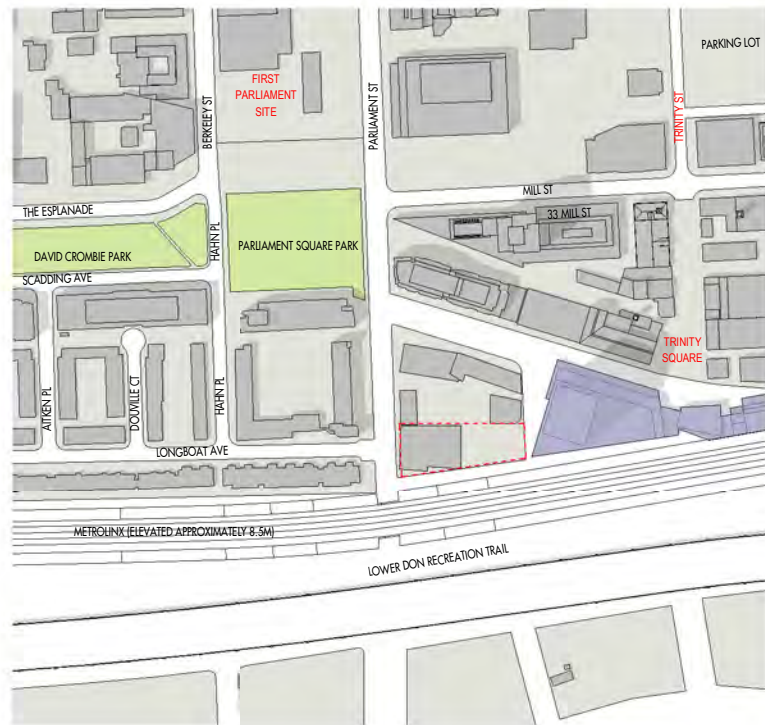 PARKING LOT
FIRST
PARLIAMENT
SITE
BERKELEY ST
PARLIAMENT ST
TRINITY ST
MILL ST
THE ESPLANADE
33 MILL ST
HAHN PL
PARLIAMENT SQUARE PARK
DAVID CROMBIE PARK
SCADDING AVE
TRINITY
SQUARE
AITKEN PL
DOUVILLE CT
HAHN PL
LONGBOAT AVE
METROLINX (ELEVATED APPROXIMATELY 8.5M)
LOWER DON RECREATION TRAIL